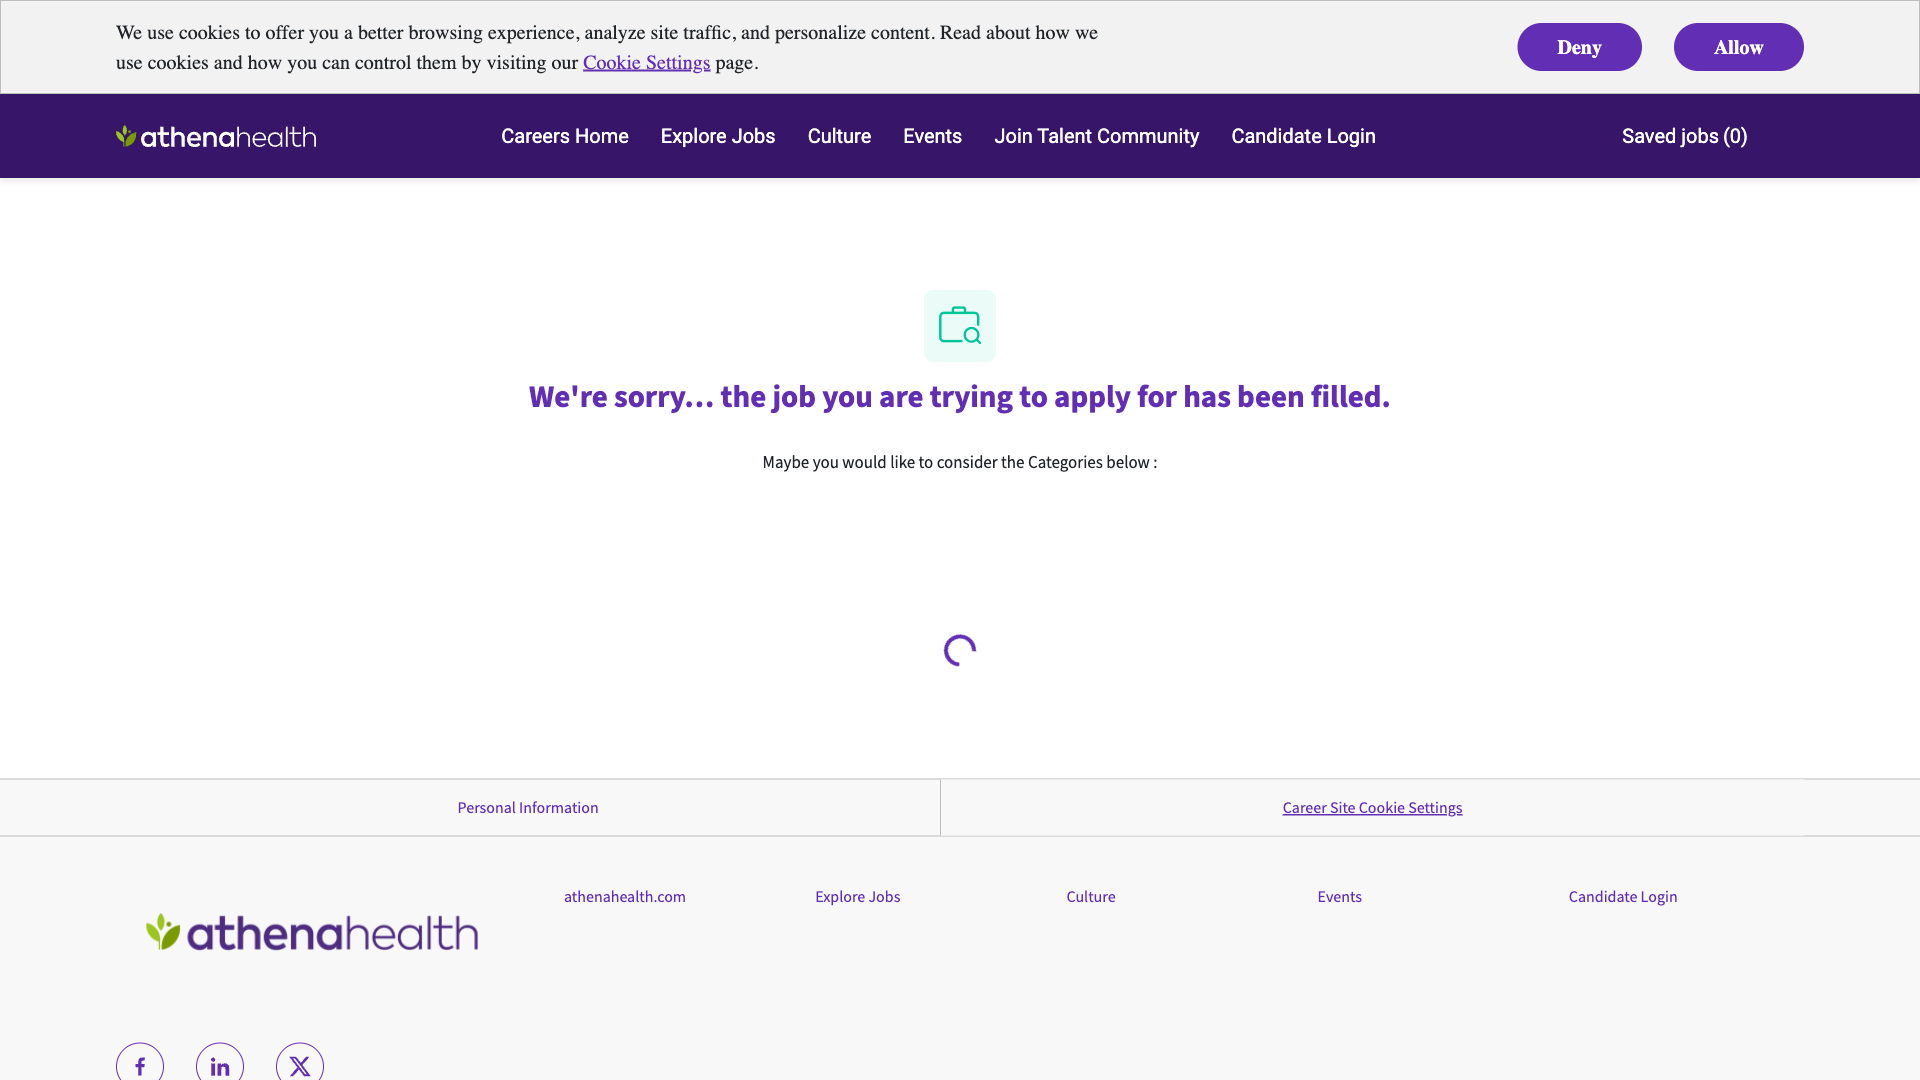 We use cookies to offer you a better browsing experience, analyze site traffic, and personalize content. Read about how we
use cookies and how you can control them by visiting our Cookie Settings page.
Deny
Allow
athenahealth
Careers Home
Explore Jobs
Culture
Events
Join Talent Community
Candidate Login
Saved jobs (0)
We're sorry... the job you are trying to apply for has been filled.
Maybe you would like to consider the Categories below :
Personal Information
Career Site Cookie Settings
athenahealth
athenahealth.com
Explore Jobs
Culture
Events
Candidate Login